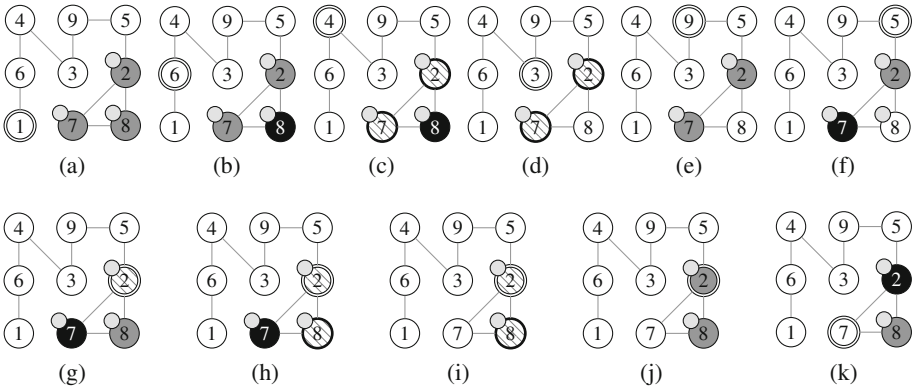 4 9 5 4 9 5 4 9 5 4 9 5 4 9 5 4 9 5
6 3 2 6 3 2 6 3 2 6 3 2 6 3 2 6 3 2
1 7 8 1 7 8 1 7 8 1 7 8 1 7 8 1 7 8
(a) (b) (c) (d) (e) (f)
4 9 5 4 9 5 4 9 5 4 9 5 4 9 5
6 3 2 6 3 2 6 3 2 6 3 2 6 3 2
1 7 8 1 7 8 1 7 8 1 7 8 1 7 8
(g) (h) (i) (j) (k)